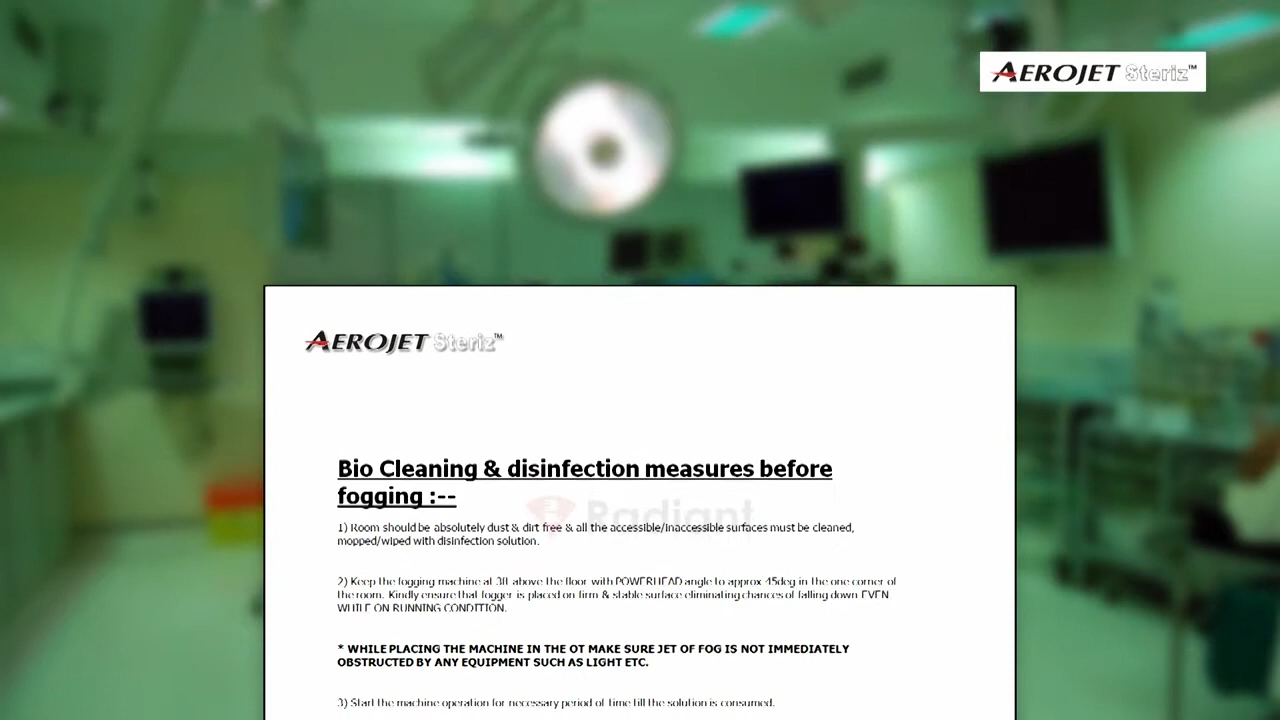 AEROJET Steriz™
AEROJET Steriz™
Bio Cleaning & disinfection measures before
fogging :--
Radiant
1) Room should be absolutely dust & dirt free & all the accessible/inaccessible surfaces must be cleaned,
mopped/wiped with disinfection solution.
2) Keep the fogging machine at 3ft above the floor with POWERHEAD angle to approx 45deg in the one corner of
the room. Kindly ensure that fogger is placed on firm & stable surface eliminating chances of falling down EVEN
WHILE ON RUNNING CONDITION.
* WHILE PLACING THE MACHINE IN THE OT MAKE SURE JET OF FOG IS NOT IMMEDIATELY
OBSTRUCTED BY ANY EQUIPMENT SUCH AS LIGHT ETC.
3) Start the machine operation for necessary period of time till the solution is consumed.